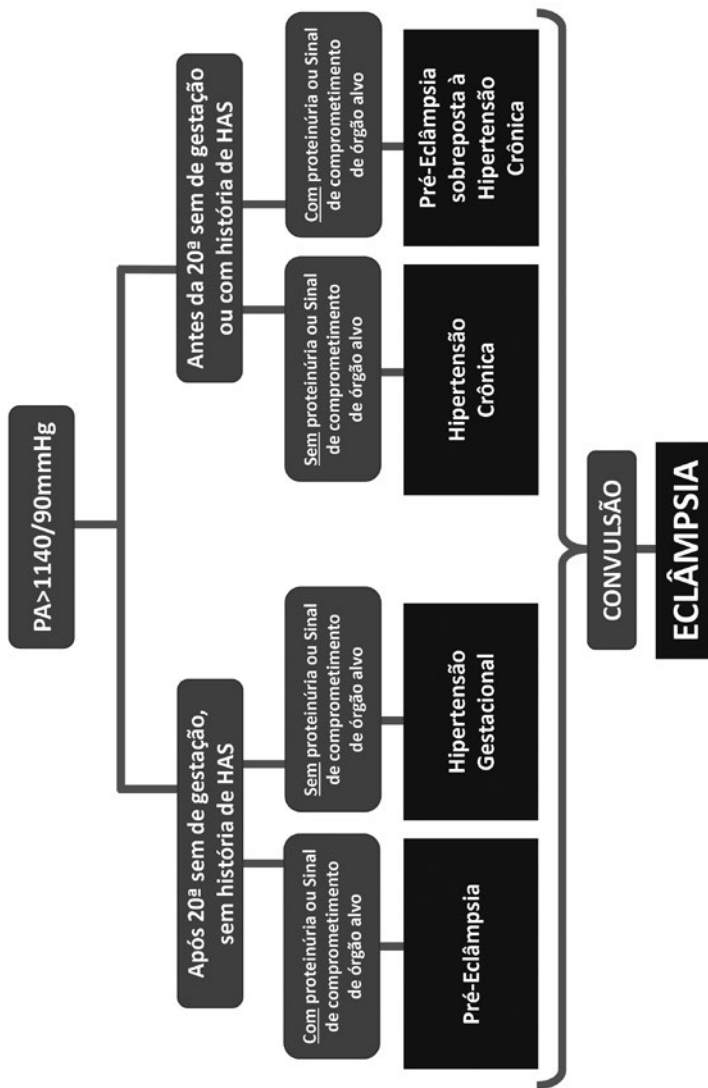 PA>1140/90mmHg
Após 20ª sem de gestação,
sem história de HAS
Antes da 20ª sem de gestação
ou com história de HAS
Com proteinúria ou Sinal
de comprometimento
de órgão alvo
Sem proteinúria ou Sinal
de comprometimento
de órgão alvo
Sem proteinúria ou Sinal
de comprometimento
de órgão alvo
Com proteinúria ou Sinal
de comprometimento
de órgão alvo
Pré-Eclâmpsia
Hipertensão
Gestacional
Hipertensão
Crônica
Pré-Eclâmpsia
sobreposta à
Hipertensão
Crônica
CONVULSÃO
ECLÂMPSIA